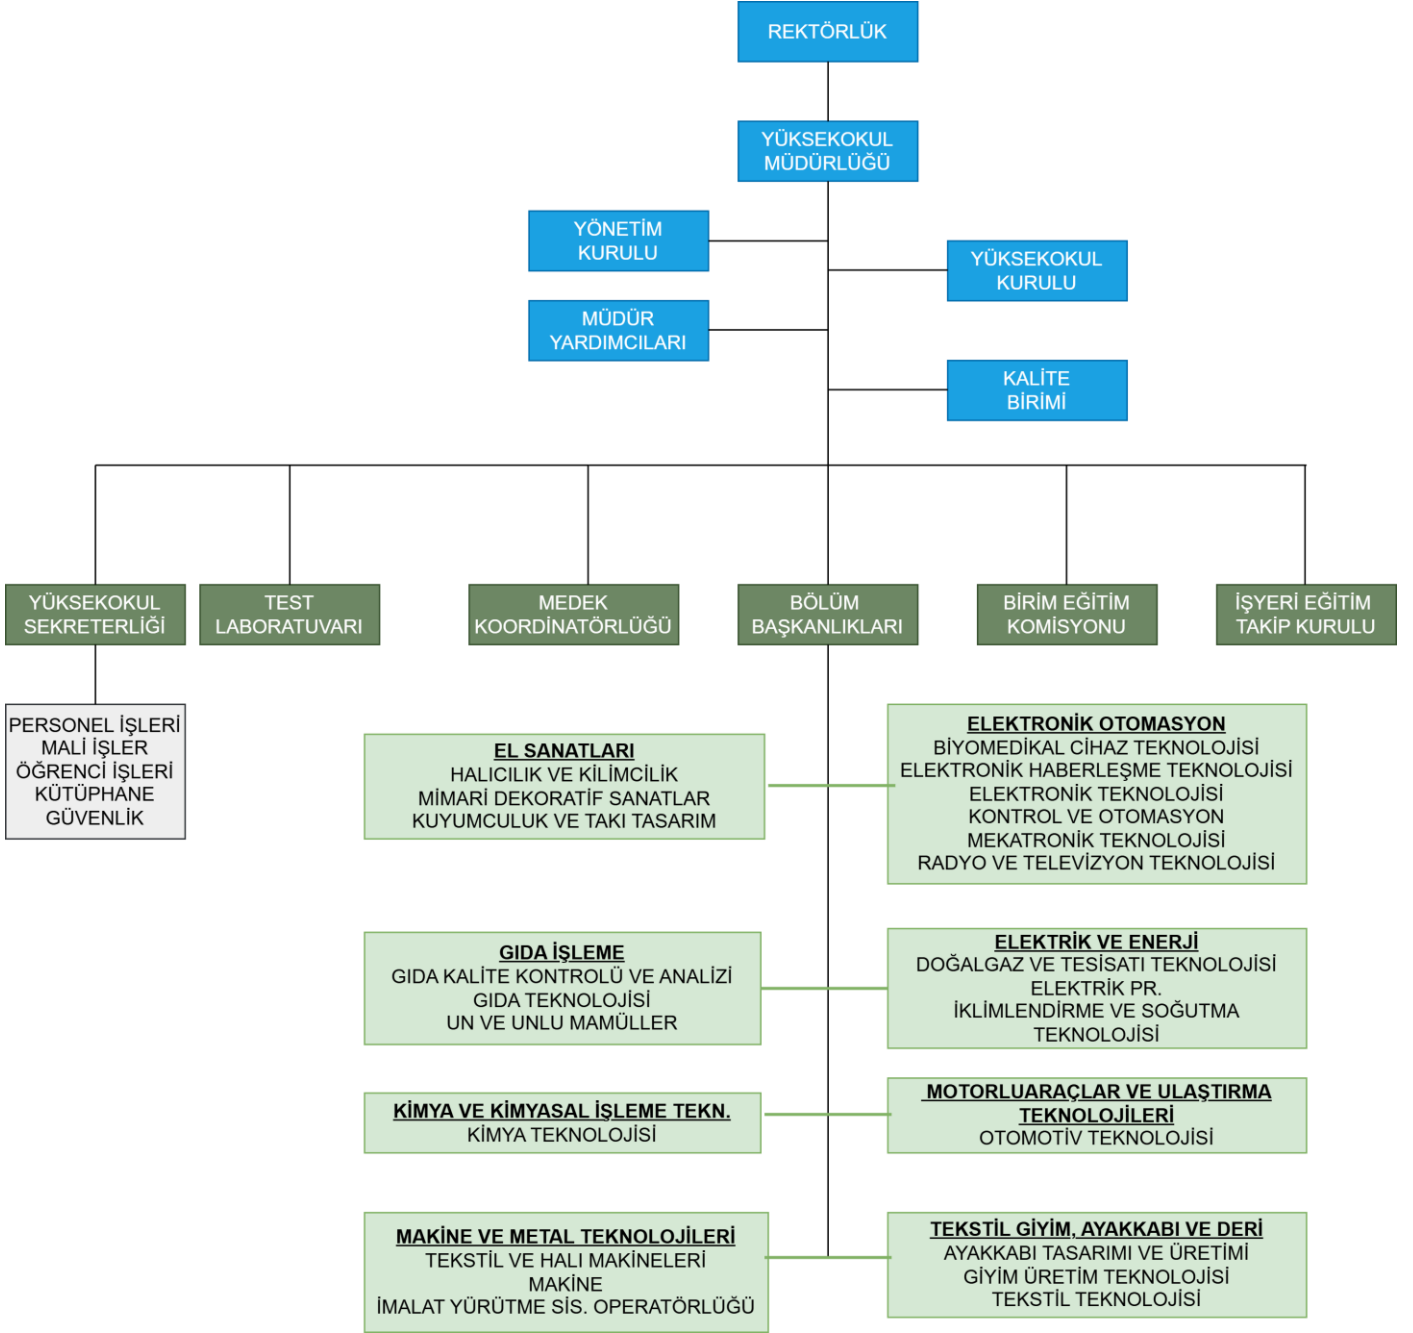 REKTÖRLÜK
YÜKSEKOKUL
MÜDÜRLÜĞÜ
YÖNETİM
KURULU
YÜKSEKOKUL
KURULU
MÜDÜR
YARDIMCILARI
KALİTE
BİRİMİ
YÜKSEKOKUL
SEKRETERLİĞİ
TEST
LABORATUVARI
MEDEK
KOORDİNATÖRLÜĞÜ
BÖLÜM
BAŞKANLIKLARI
BİRİM EĞİTİM
KOMİSYONU
İŞYERİ EĞİTİM
TAKİP KURULU
PERSONEL İŞLERİ
MALİ İŞLER
ÖĞRENCİ İŞLERİ
KÜTÜPHANE
GÜVENLİK
EL SANATLARI
HALICILIK VE KİLİMCİLİK
MİMARİ DEKORATİF SANATLAR
KUYUMCULUK VE TAKI TASARIM
ELEKTRONİK OTOMASYON
BİYOMEDİKAL CİHAZ TEKNOLOJİSİ
ELEKTRONİK HABERLEŞME TEKNOLOJİSİ
ELEKTRONİK TEKNOLOJİSİ
KONTROL VE OTOMASYON
MEKATRONİK TEKNOLOJİSİ
RADYO VE TELEVİZYON TEKNOLOJİSİ
GIDA İŞLEME
GIDA KALİTE KONTROLÜ VE ANALİZİ
GIDA TEKNOLOJİSİ
UN VE UNLU MAMÜLLER
ELEKTRİK VE ENERJİ
DOĞALGAZ VE TESİSATI TEKNOLOJİSİ
ELEKTRİK PR.
İKLİMLENDİRME VE SOĞUTMA
TEKNOLOJİSİ
KİMYA VE KİMYASAL İŞLEME TEKN.
KİMYA TEKNOLOJİSİ
MOTORLUARAÇLAR VE ULAŞTIRMA
TEKNOLOJİLERİ
OTOMOTİV TEKNOLOJİSİ
MAKİNE VE METAL TEKNOLOJİLERİ
TEKSTİL VE HALI MAKİNELERİ
MAKİNE
İMALAT YÜRÜTME SİS. OPERATÖRLÜĞÜ
TEKSTİL GİYİM, AYAKKABI VE DERİ
AYAKKABI TASARIMI VE ÜRETİMİ
GİYİM ÜRETİM TEKNOLOJİSİ
TEKSTİL TEKNOLOJİSİ